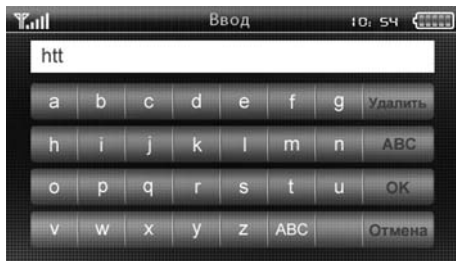 Ввод 10:54
htt
a b c d e f g Удалить
h i j k l m n ABC
o p q r s t u OK
v w x y z ABC Отмена